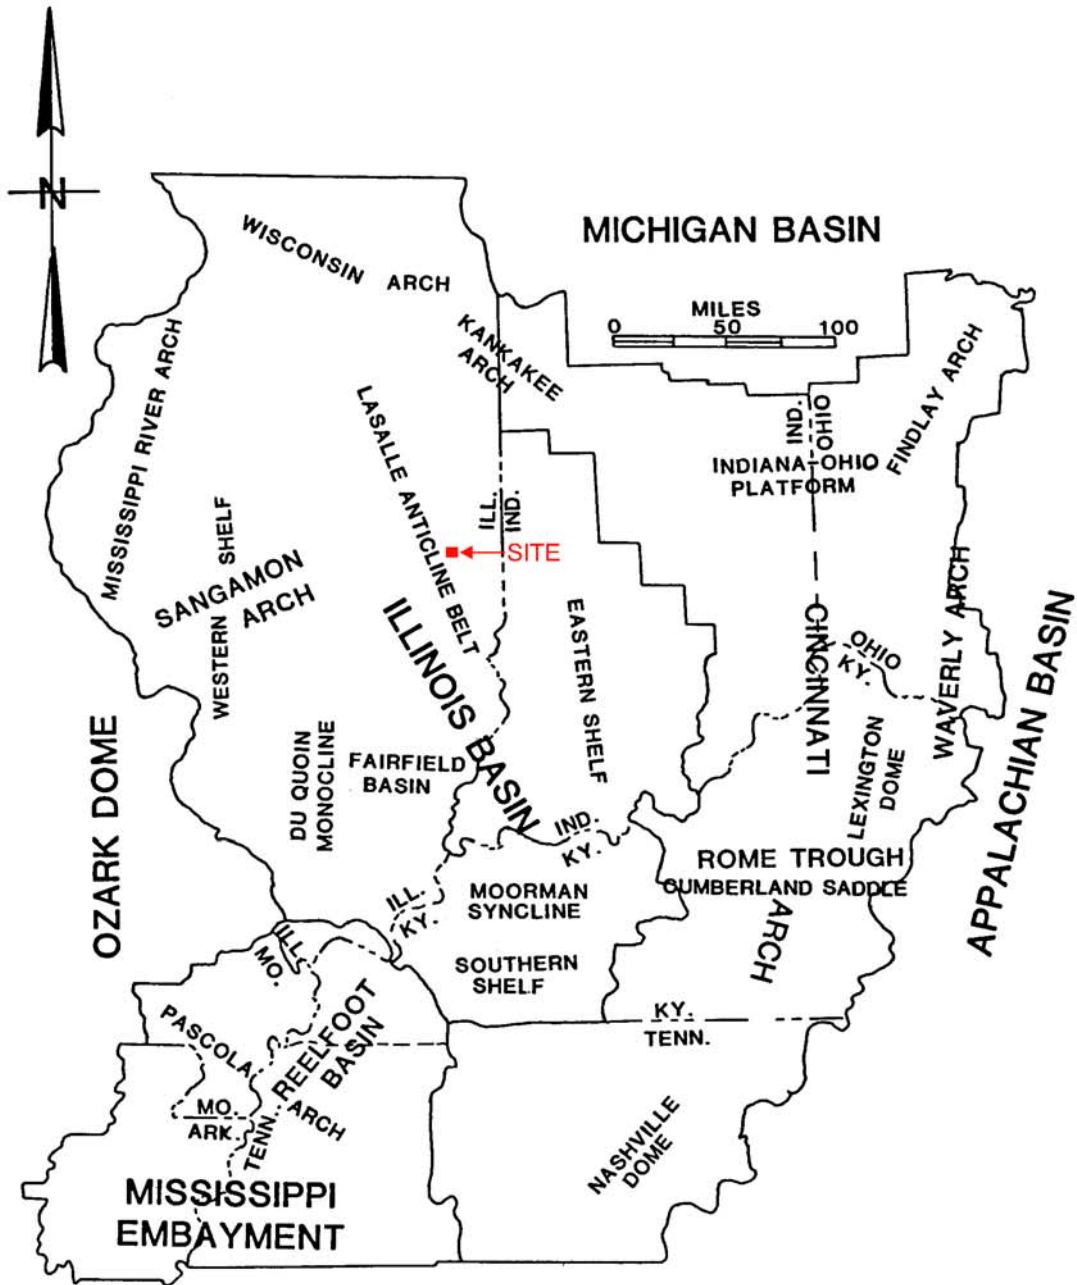 N
MICHIGAN BASIN
WISCONSIN ARCH
MILES
0 50 100
KANKAKEE
ARCH
MISSISSIPPI RIVER ARCH
LASALLE ANTICLINE BELT
FINDLAY ARCH
IND.
OHIO
INDIANA-OHIO
PLATFORM
ILL.
IND.
SITE
WESTERN SHELF
SANGAMON
ARCH
ILLINOIS BASIN
EASTERN SHELF
CINCINNATI
ARCH
OHIO
KY.
WAVERLY ARCH
APPALACHIAN BASIN
OZARK DOME
DU QUOIN
MONOCLINE
FAIRFIELD
BASIN
LEXINGTON
DOME
IND.
KY.
ROME TROUGH
CUMBERLAND SADDLE
ILL.
KY.
MOORMAN
SYNCLINE
ILL.
MO.
SOUTHERN
SHELF
KY.
TENN.
PASCOLA
ARCH
REELFOOT
BASIN
MO.
ARK.
TENN.
NASHVILLE
DOME
MISSISSIPPI
EMBAYMENT